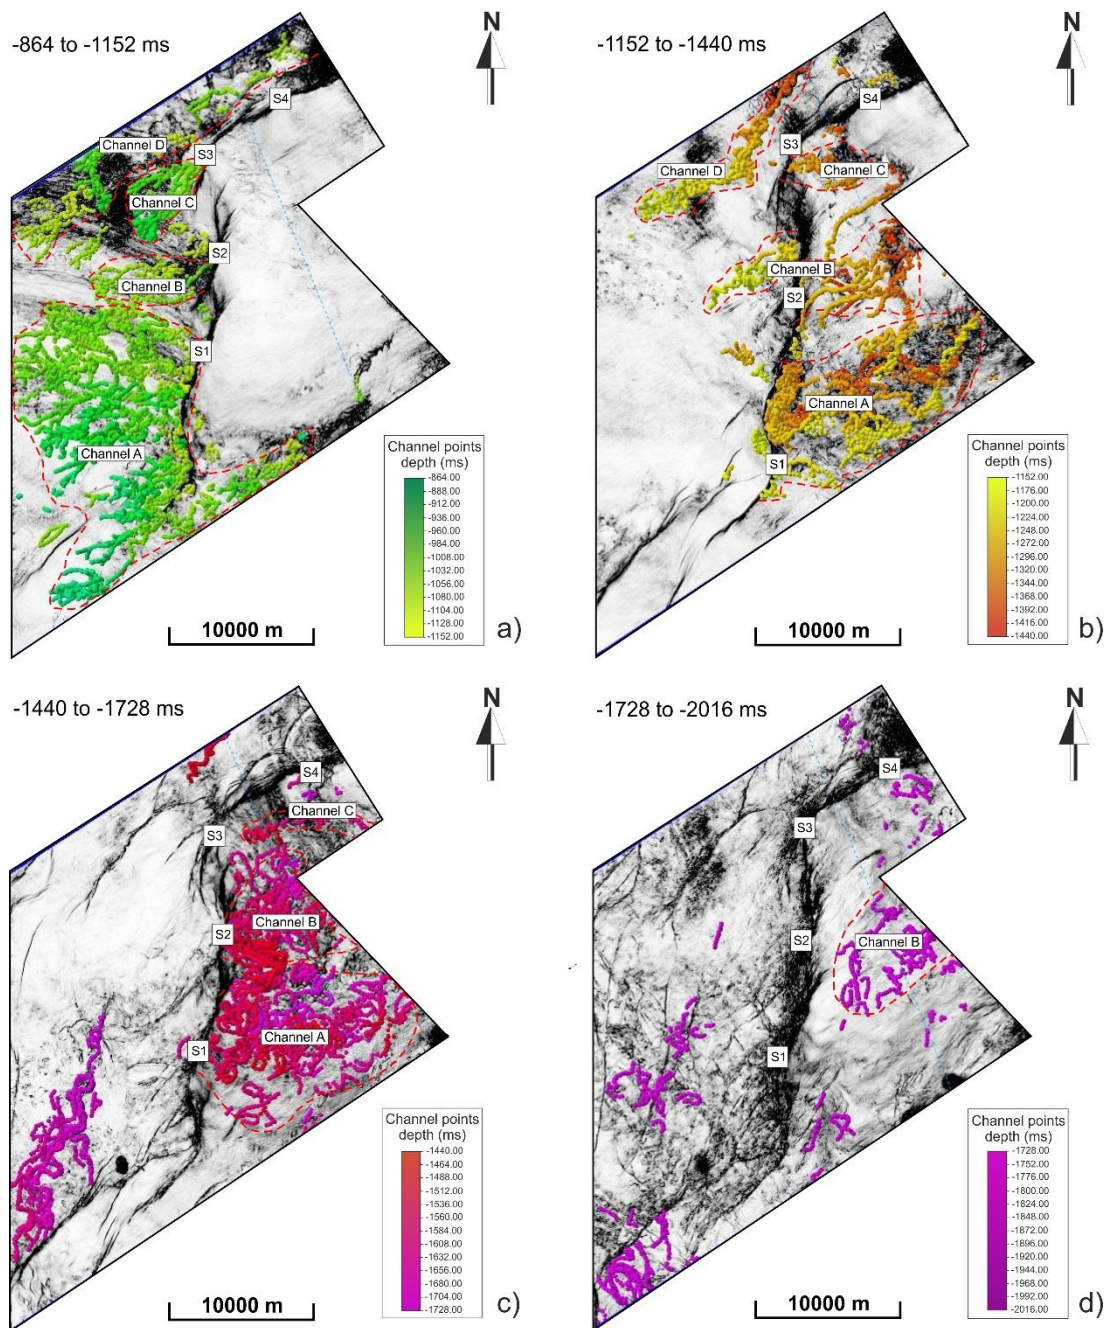 -864 to -1152 ms
N
S4
Channel D
S3
Channel C
S2
Channel B
S1
Channel A
Channel points
depth (ms)
-864.00
-888.00
-912.00
-936.00
-960.00
-984.00
-1008.00
-1032.00
-1056.00
-1080.00
-1104.00
-1128.00
-1152.00
10000 m
a)
-1152 to -1440 ms
N
S4
S3
Channel D
Channel C
Channel B
S2
Channel A
S1
Channel points
depth (ms)
-1152.00
-1176.00
-1200.00
-1224.00
-1248.00
-1272.00
-1296.00
-1320.00
-1344.00
-1368.00
-1392.00
-1416.00
-1440.00
10000 m
b)
-1440 to -1728 ms
N
S4
Channel C
S3
Channel B
S2
Channel A
S1
Channel points
depth (ms)
-1440.00
-1464.00
-1488.00
-1512.00
-1536.00
-1560.00
-1584.00
-1608.00
-1632.00
-1656.00
-1680.00
-1704.00
-1728.00
10000 m
c)
-1728 to -2016 ms
N
S4
S3
S2
Channel B
S1
Channel points
depth (ms)
-1728.00
-1752.00
-1776.00
-1800.00
-1824.00
-1848.00
-1872.00
-1896.00
-1920.00
-1944.00
-1968.00
-1992.00
-2016.00
10000 m
d)